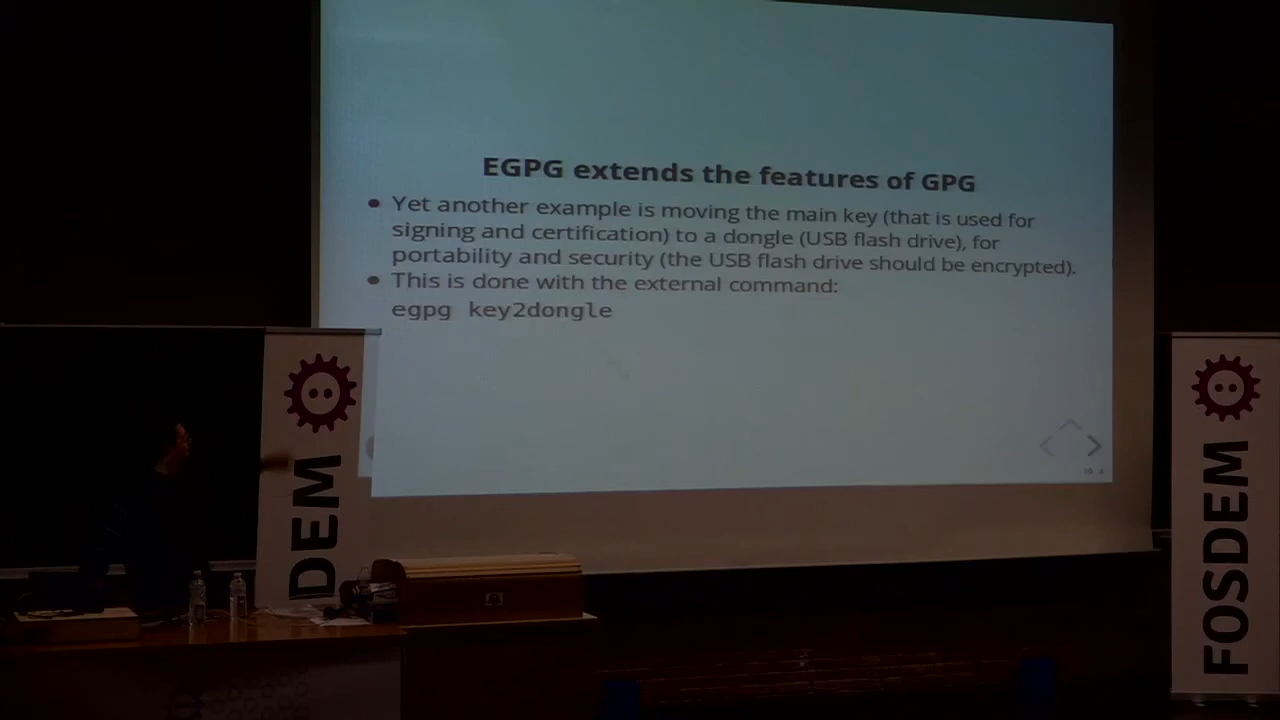 EGPG extends the features of GPG
• Yet another example is moving the main key (that is used for
signing and certification) to a dongle (USB flash drive), for
portability and security (the USB flash drive should be encrypted).
• This is done with the external command:
egpg key2dongle
DEM
FOSDEM